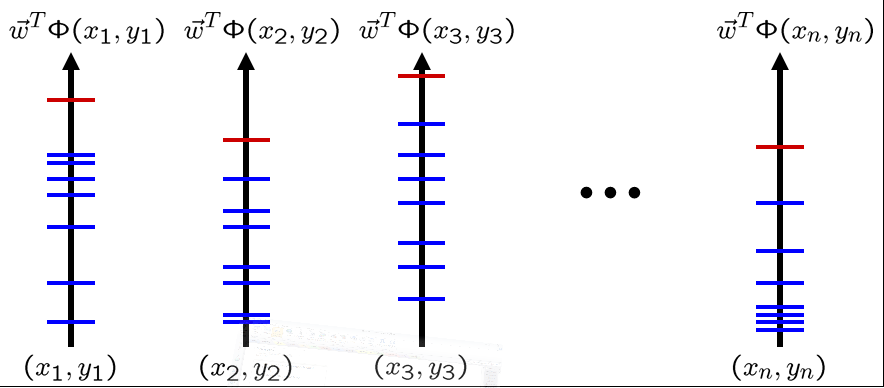 $\vec{w}^T\Phi(x_1, y_1)$ $\vec{w}^T\Phi(x_2, y_2)$ $\vec{w}^T\Phi(x_3, y_3)$ $\vec{w}^T\Phi(x_n, y_n)$
•••
$(x_1, y_1)$ $(x_2, y_2)$ $(x_3, y_3)$ $(x_n, y_n)$